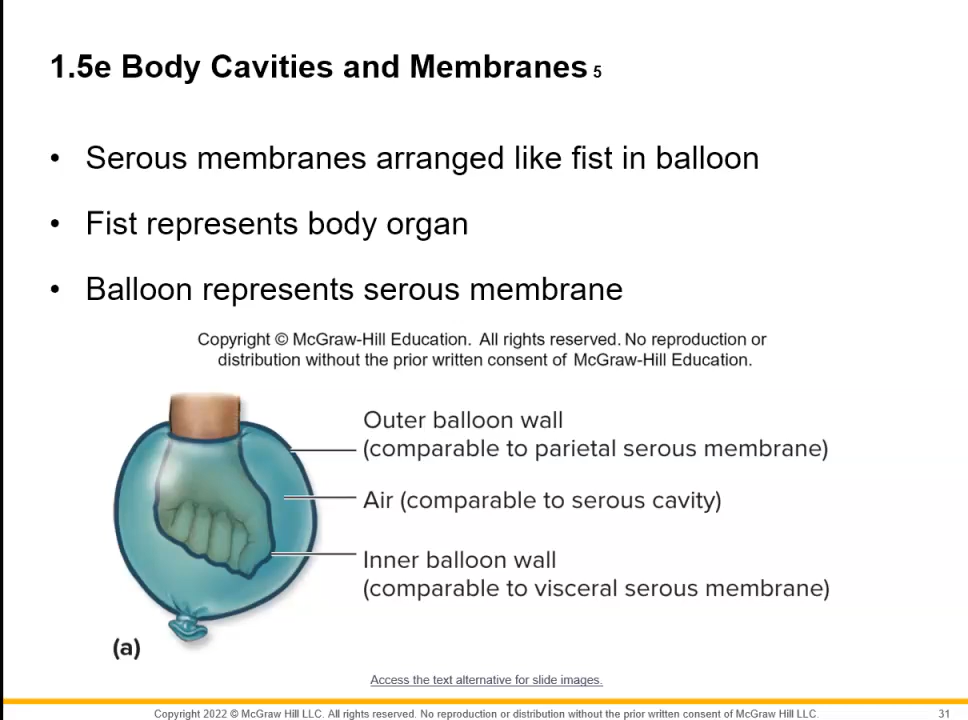 1.5e Body Cavities and Membranes 5
• Serous membranes arranged like fist in balloon
• Fist represents body organ
• Balloon represents serous membrane
Copyright © McGraw-Hill Education. All rights reserved. No reproduction or
distribution without the prior written consent of McGraw-Hill Education.
Outer balloon wall
(comparable to parietal serous membrane)
Air (comparable to serous cavity)
Inner balloon wall
(comparable to visceral serous membrane)
(a)
Access the text alternative for slide images.
Copyright 2022 © McGraw Hill LLC. All rights reserved. No reproduction or distribution without the prior written consent of McGraw Hill LLC.
31